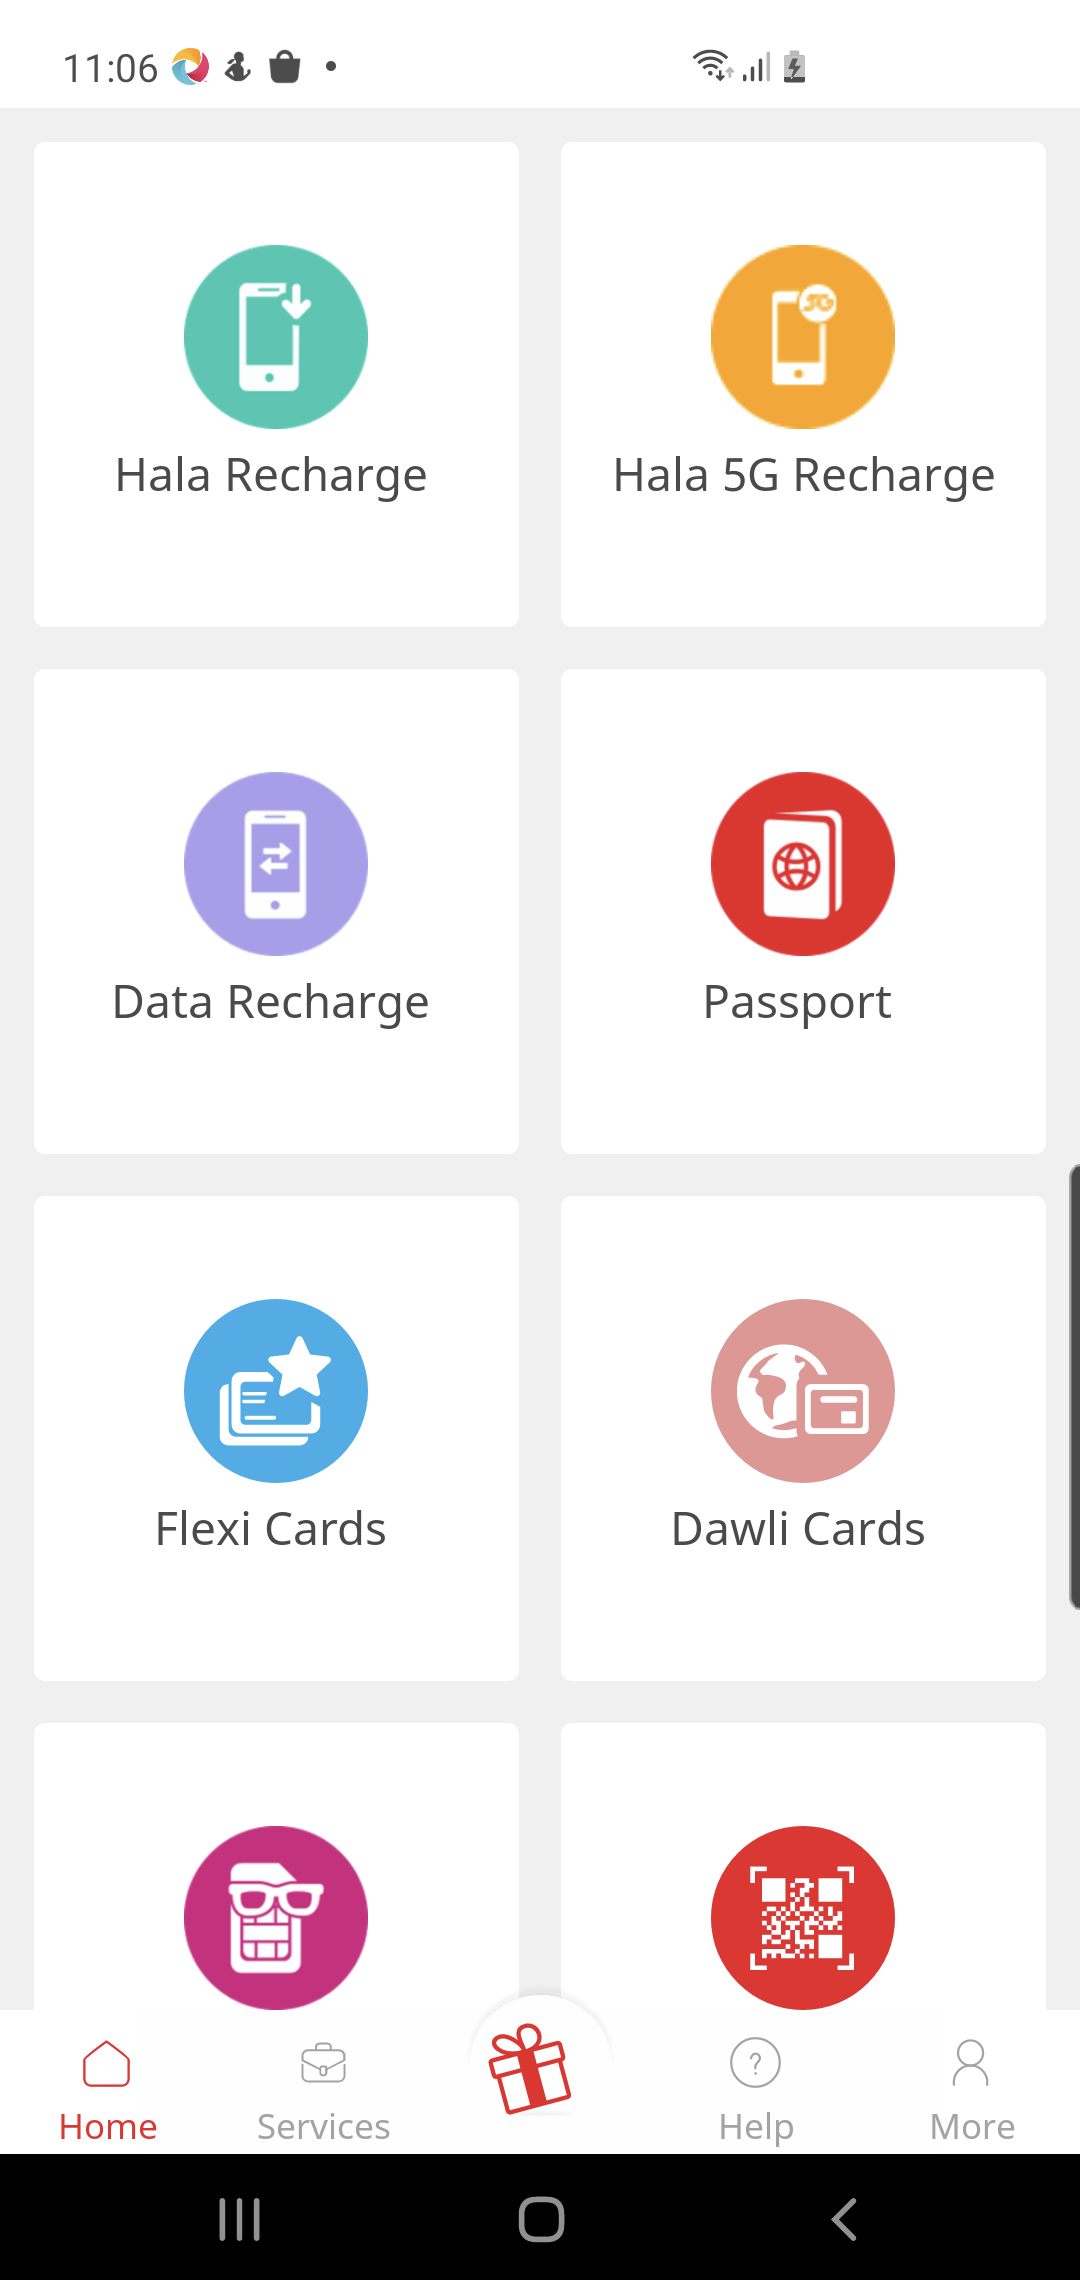 11:06
Hala Recharge
Hala 5G Recharge
Data Recharge
Passport
Flexi Cards
Dawli Cards
Home
Services
Help
More